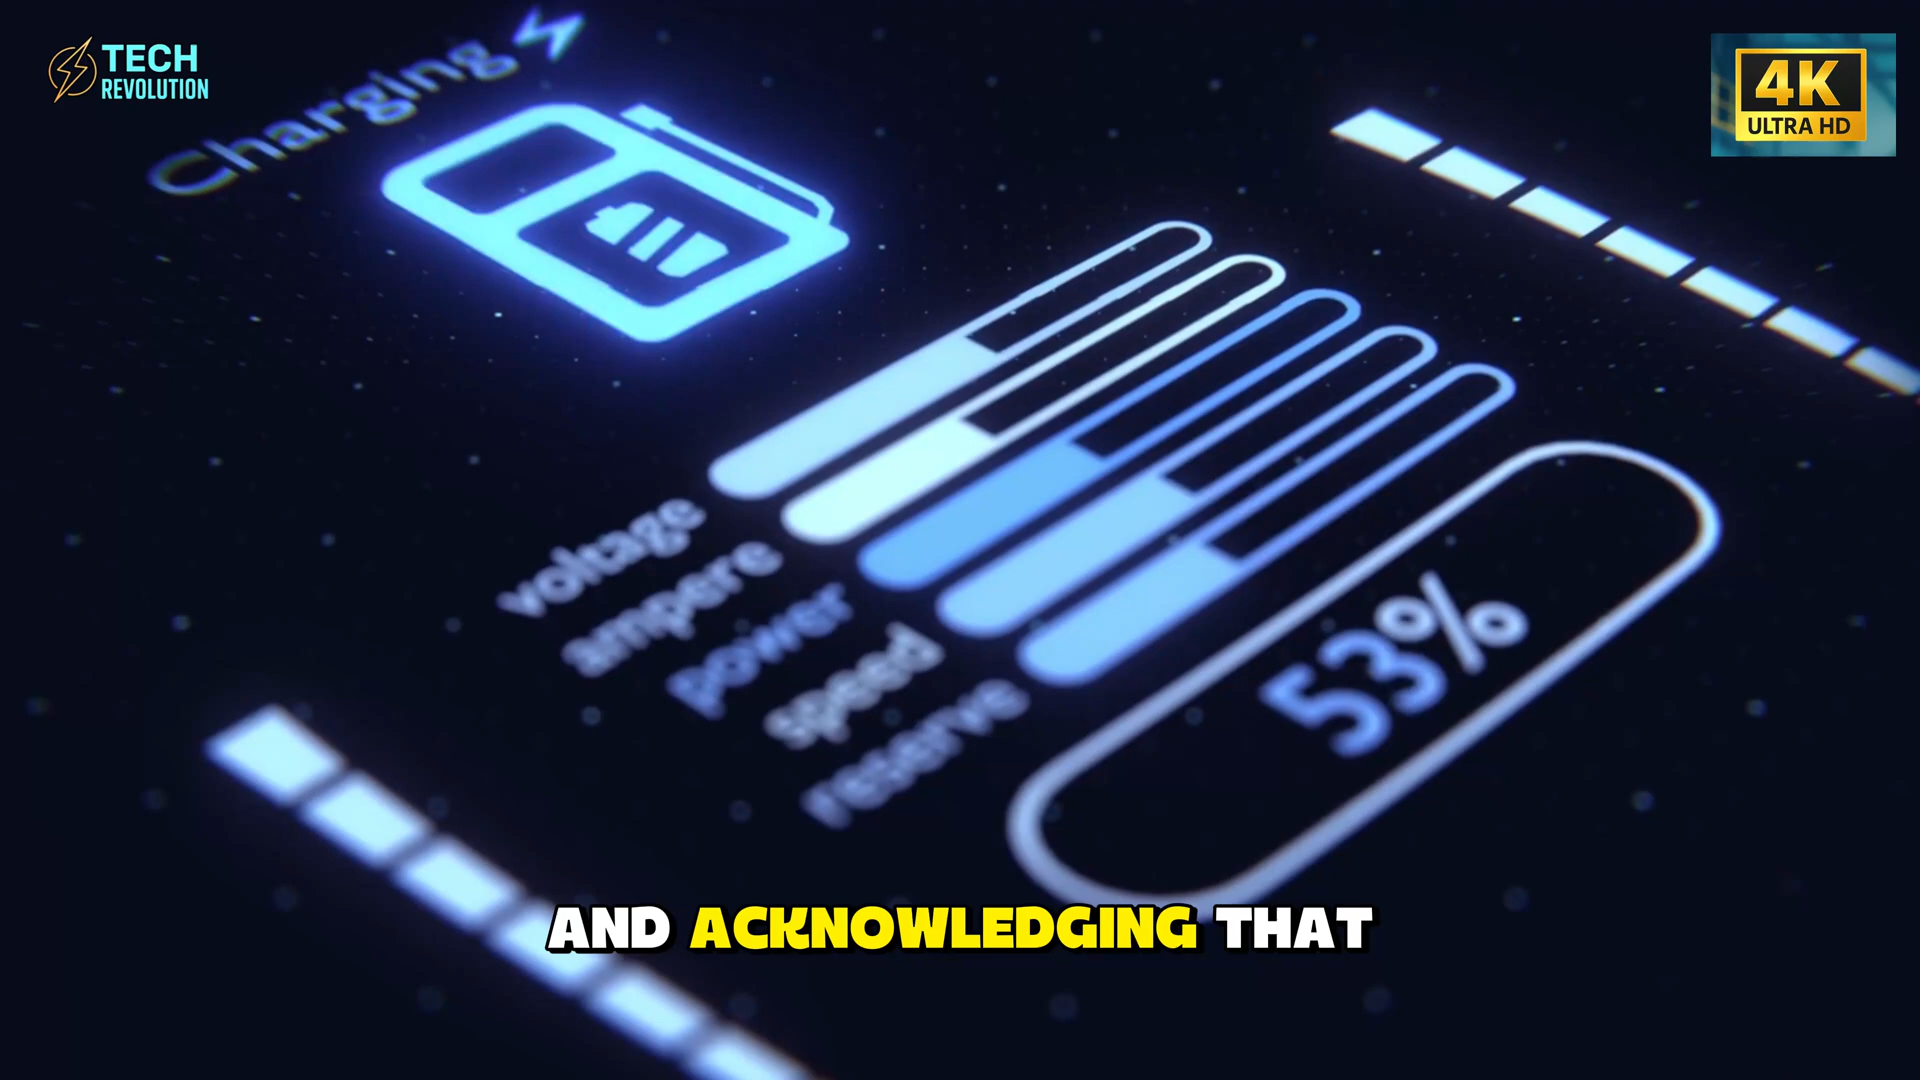 TECH
REVOLUTION
Charging
4K
ULTRA HD
voltage
ampere
power
speed
reserve
53%
AND ACKNOWLEDGING THAT